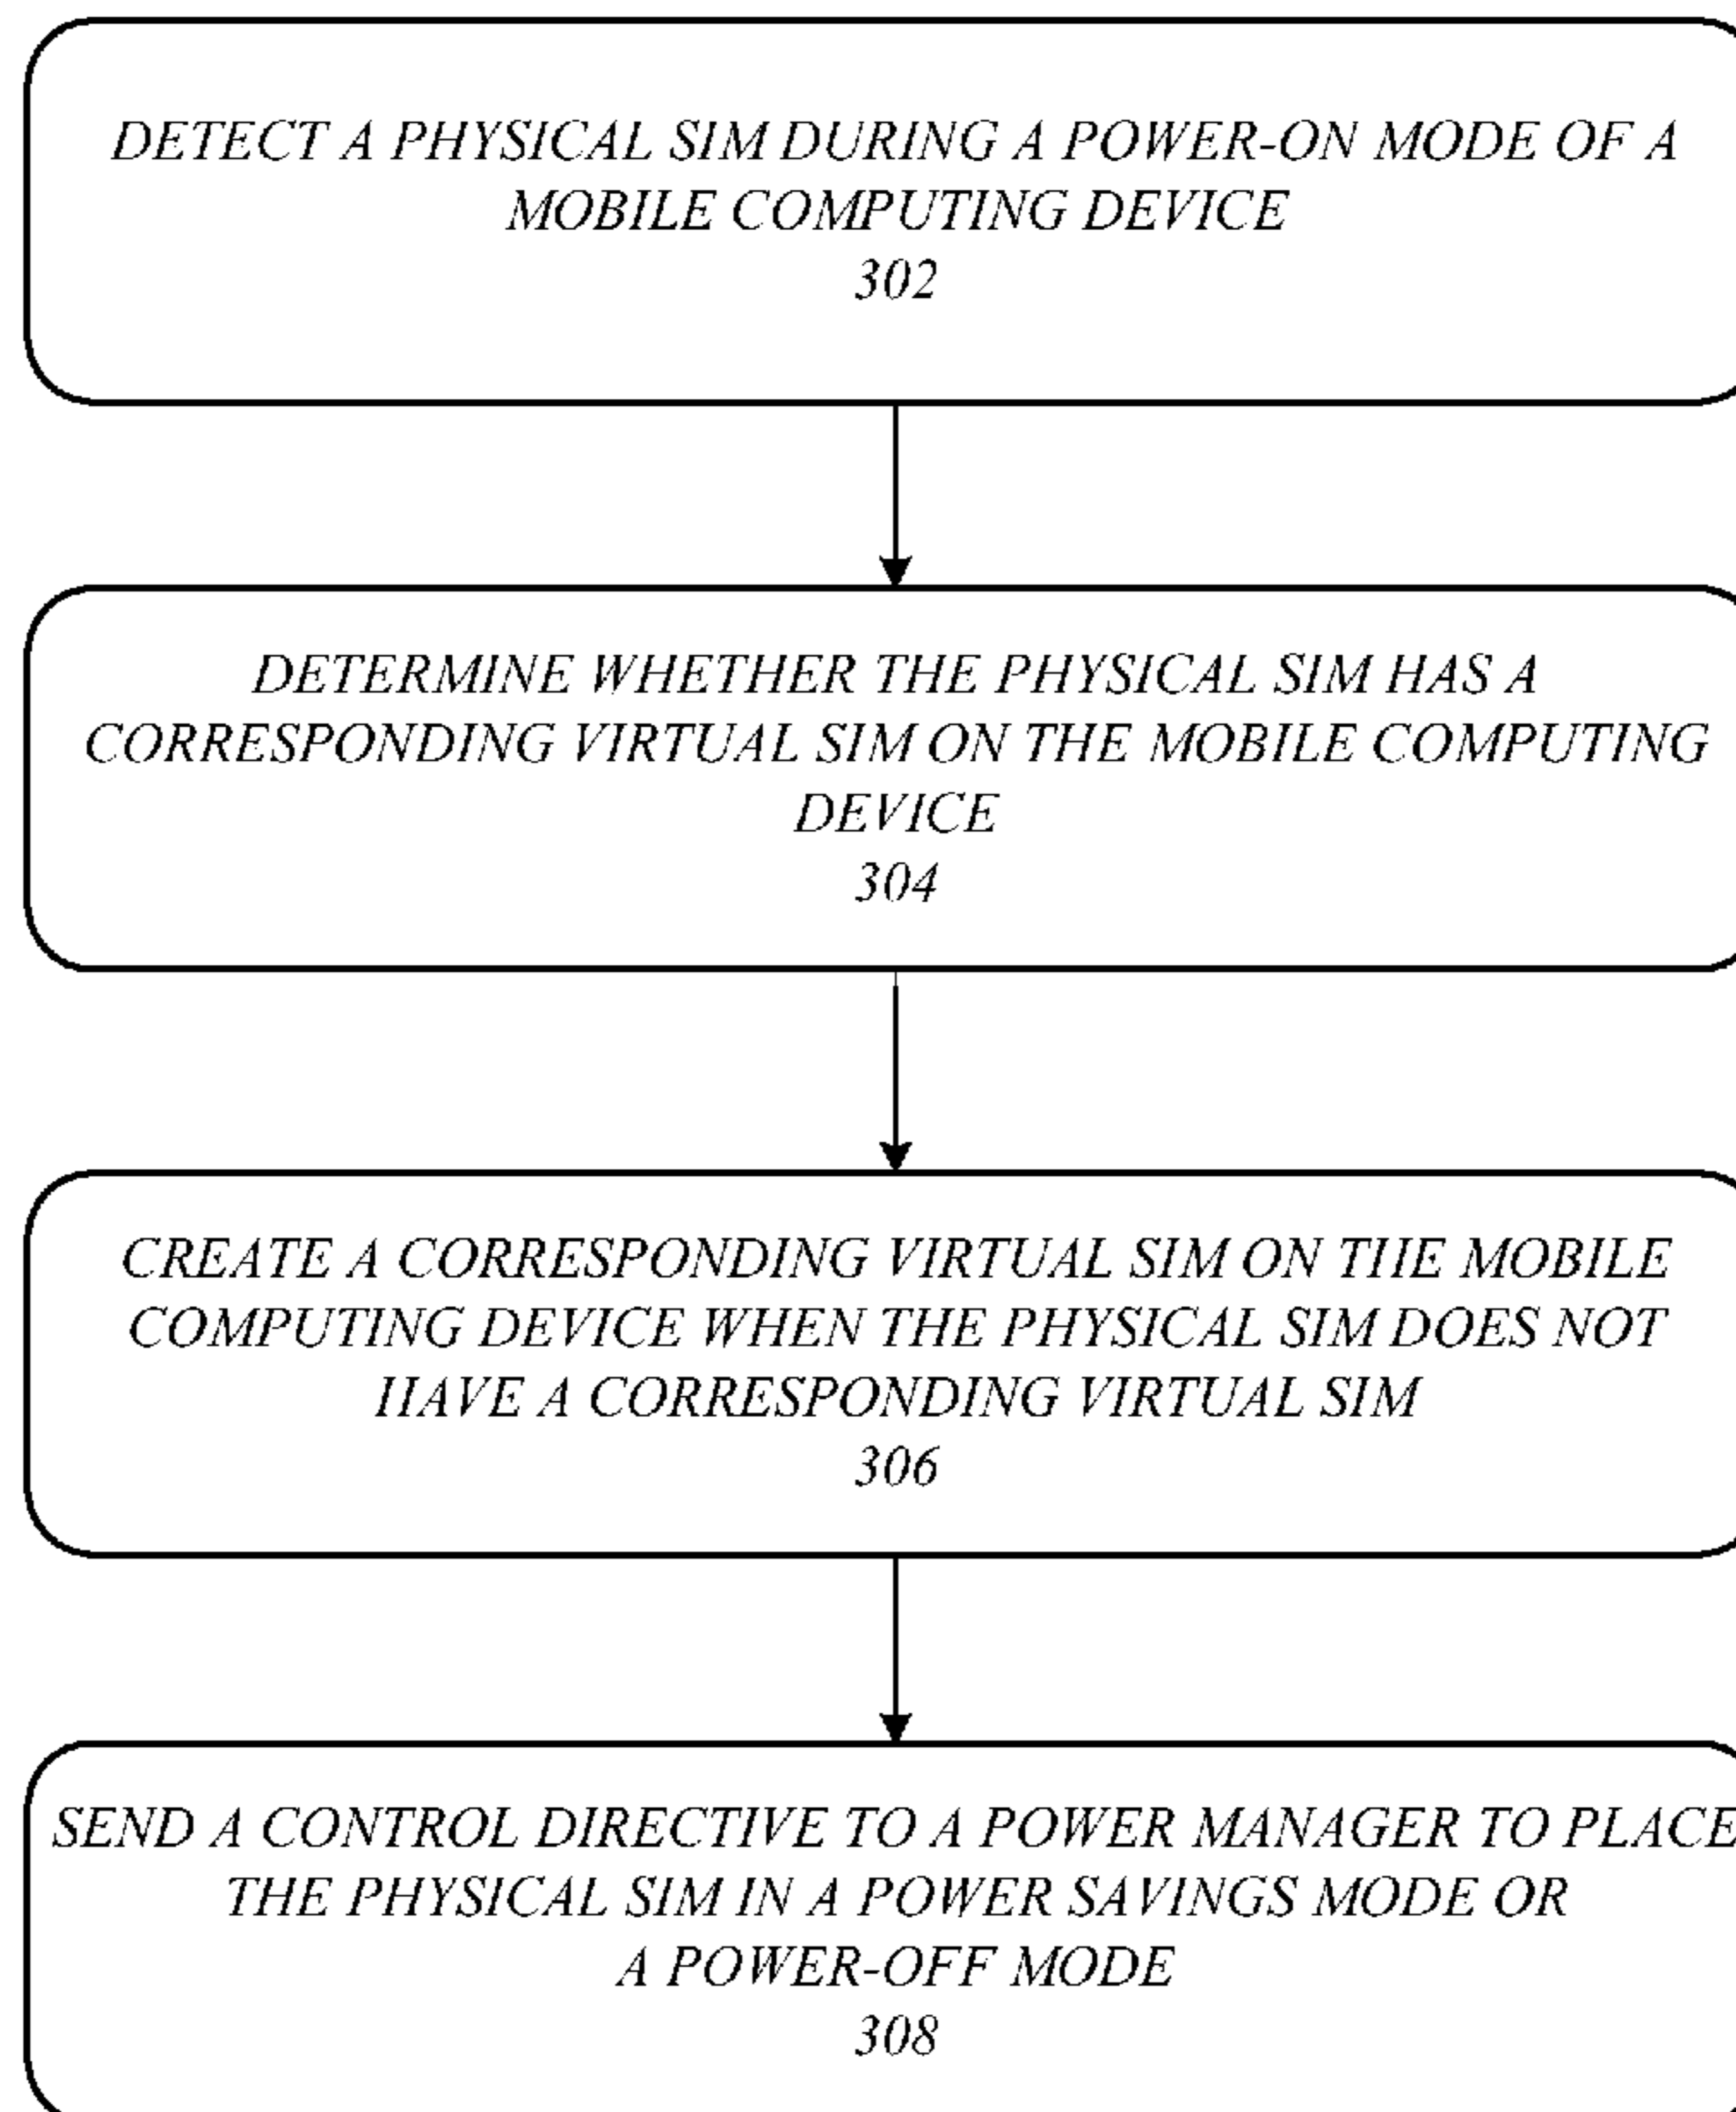 DETECT A PHYSICAL SIM DURING A POWER-ON MODE OF A
MOBILE COMPUTING DEVICE
302
DETERMINE WHETHER THE PHYSICAL SIM HAS A
CORRESPONDING VIRTUAL SIM ON THE MOBILE COMPUTING
DEVICE
304
CREATE A CORRESPONDING VIRTUAL SIM ON THE MOBILE
COMPUTING DEVICE WHEN THE PHYSICAL SIM DOES NOT
HAVE A CORRESPONDING VIRTUAL SIM
306
SEND A CONTROL DIRECTIVE TO A POWER MANAGER TO PLACE
THE PHYSICAL SIM IN A POWER SAVINGS MODE OR
A POWER-OFF MODE
308